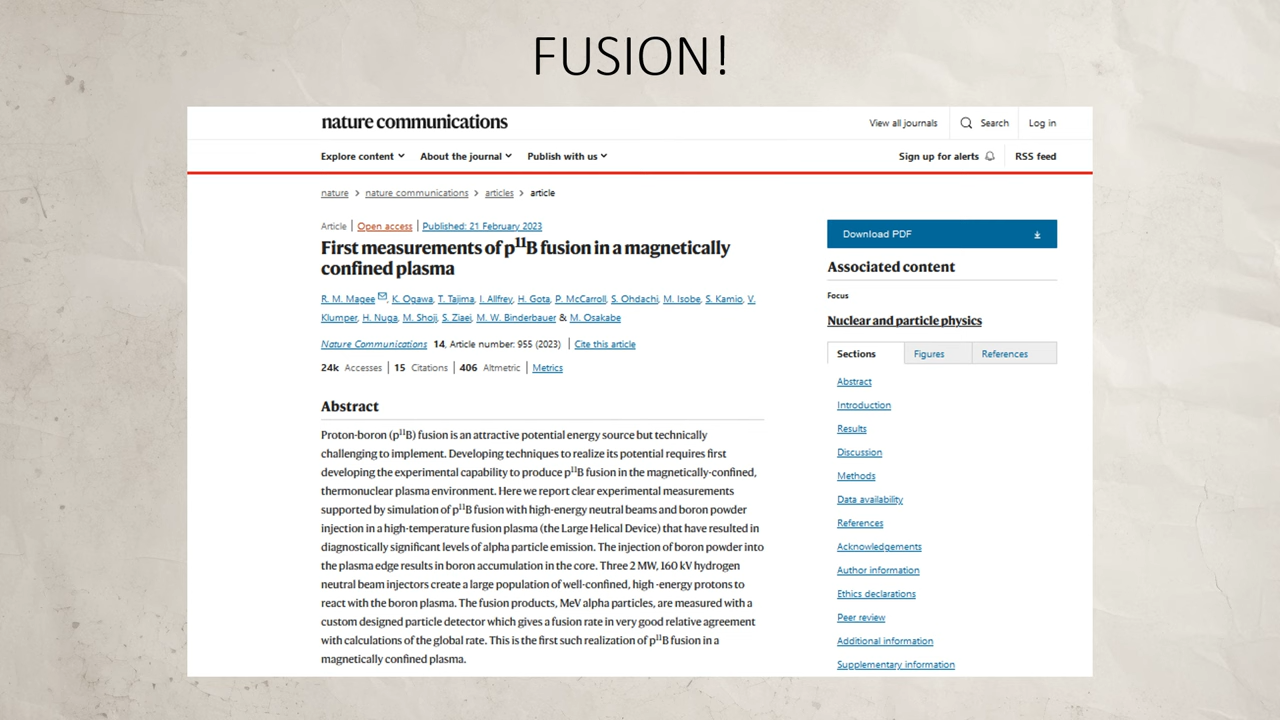 FUSION!
nature communications
View all journals
Search
Log in
Explore content
About the journal
Publish with us
Sign up for alerts
RSS feed
nature > nature communications > articles > article
Article | Open access | Published: 21 February 2023
First measurements of p¹¹B fusion in a magnetically
confined plasma
R. M. Magee, K. Ogawa, T. Tajima, I. Allfrey, H. Gota, P. McCarroll, S. Ohdachi, M. Isobe, S. Kamio, V.
Klumper, H. Nuga, M. Shoji, S. Ziaei, M. W. Binderbauer & M. Osakabe
Nature Communications 14, Article number: 955 (2023) | Cite this article
24k Accesses | 15 Citations | 406 Altmetric | Metrics
Abstract
Proton-boron (p¹¹B) fusion is an attractive potential energy source but technically
challenging to implement. Developing techniques to realize its potential requires first
developing the experimental capability to produce p¹¹B fusion in the magnetically-confined,
thermonuclear plasma environment. Here we report clear experimental measurements
supported by simulation of p¹¹B fusion with high-energy neutral beams and boron powder
injection in a high-temperature fusion plasma (the Large Helical Device) that have resulted in
diagnostically significant levels of alpha particle emission. The injection of boron powder into
the plasma edge results in boron accumulation in the core. Three 2 MW, 160 kV hydrogen
neutral beam injectors create a large population of well-confined, high -energy protons to
react with the boron plasma. The fusion products, MeV alpha particles, are measured with a
custom designed particle detector which gives a fusion rate in very good relative agreement
with calculations of the global rate. This is the first such realization of p¹¹B fusion in a
magnetically confined plasma.
Download PDF
Associated content
Focus
Nuclear and particle physics
Sections
Figures
References
Abstract
Introduction
Results
Discussion
Methods
Data availability
References
Acknowledgements
Author information
Ethics declarations
Peer review
Additional information
Supplementary information